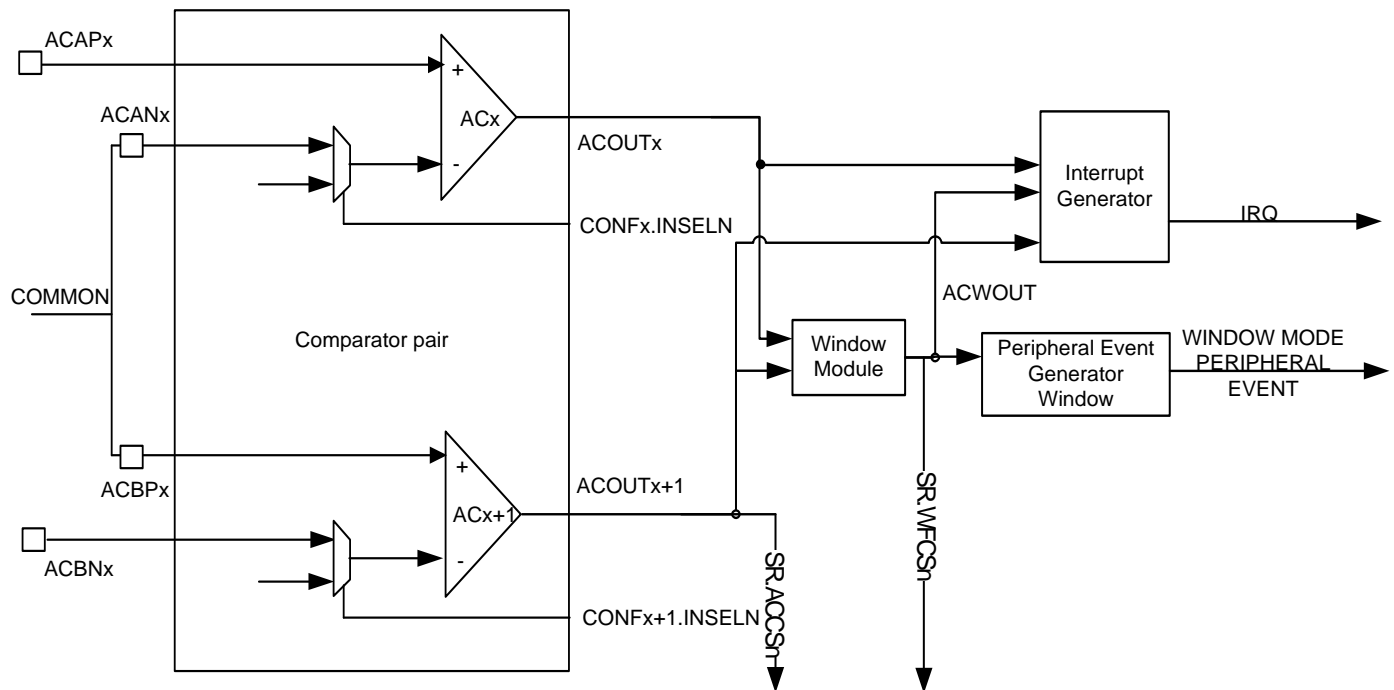 ACAPx
+
ACx
-
ACANx
ACOUTx
CONFx.INSELN
Interrupt
Generator
IRQ
COMMON
Comparator pair
ACWOUT
Window
Module
Peripheral Event
Generator
Window
WINDOW MODE
PERIPHERAL
EVENT
ACBPx
+
ACx+1
-
ACOUTx+1
ACBNx
CONFx+1.INSELN
SR.ACCSn
SR.WFCSn